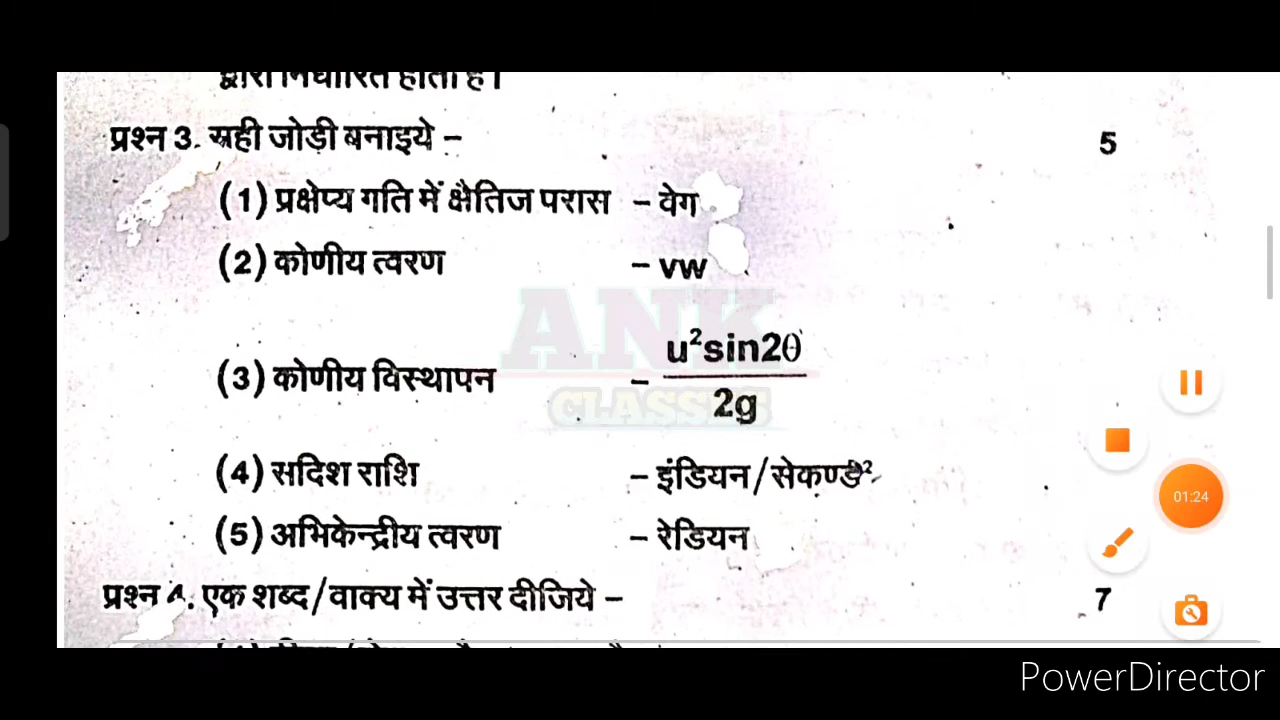 द्वारा निर्धारित होता है।
प्रश्न 3. सही जोड़ी बनाइये – 5
(1) प्रक्षेप्य गति में क्षैतिज परास – वेग
(2) कोणीय त्वरण – vw
(3) कोणीय विस्थापन – u²sin2θ / 2g
(4) सदिश राशि – इंडियन/सेकण्ड²
(5) अभिकेन्द्रीय त्वरण – रेडियन
प्रश्न 4. एक शब्द/वाक्य में उत्तर दीजिये – 7
ANK
CLASSES
01:24
PowerDirector